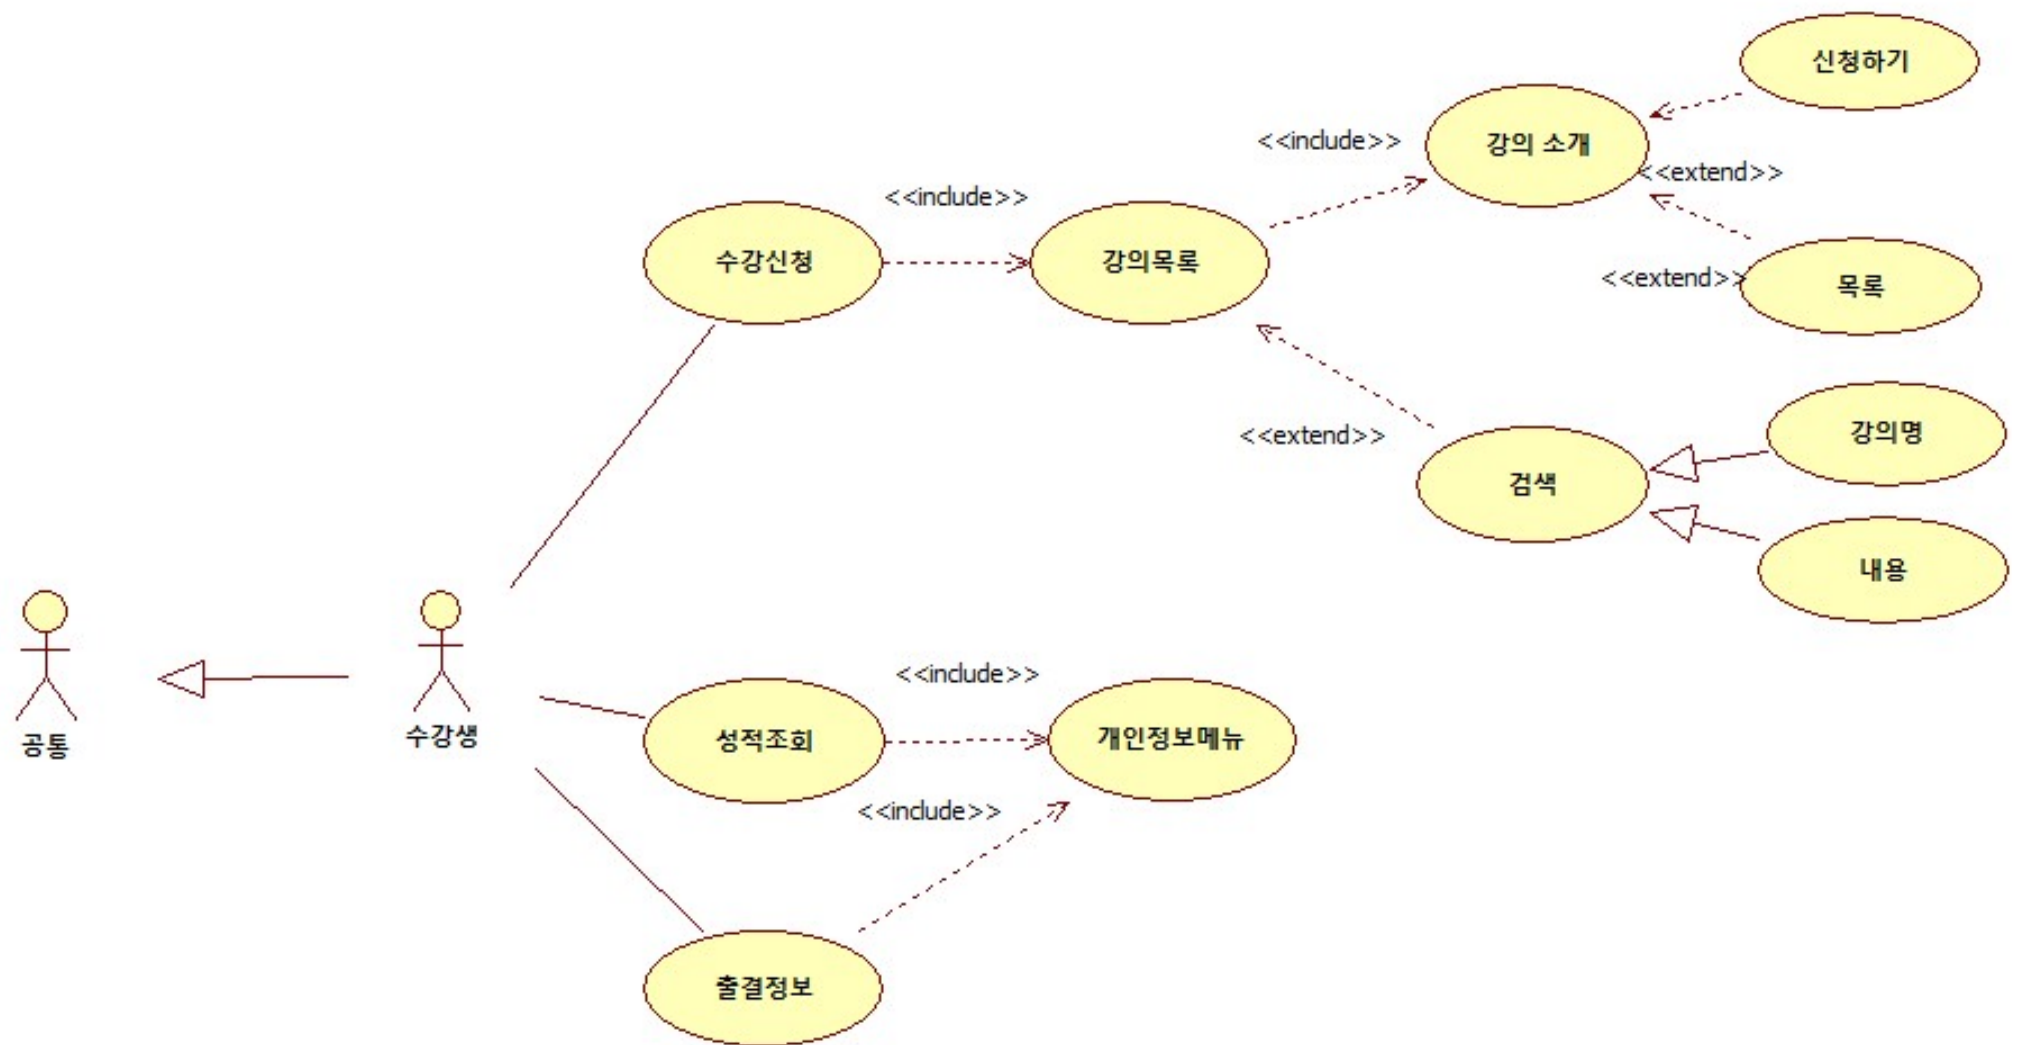 신청하기
<<include>>
강의 소개
<<extend>>
<<include>>
수강신청
강의목록
<<extend>>
목록
<<extend>>
검색
강의명
내용
공통
수강생
<<include>>
성적조회
개인정보메뉴
<<include>>
출결정보